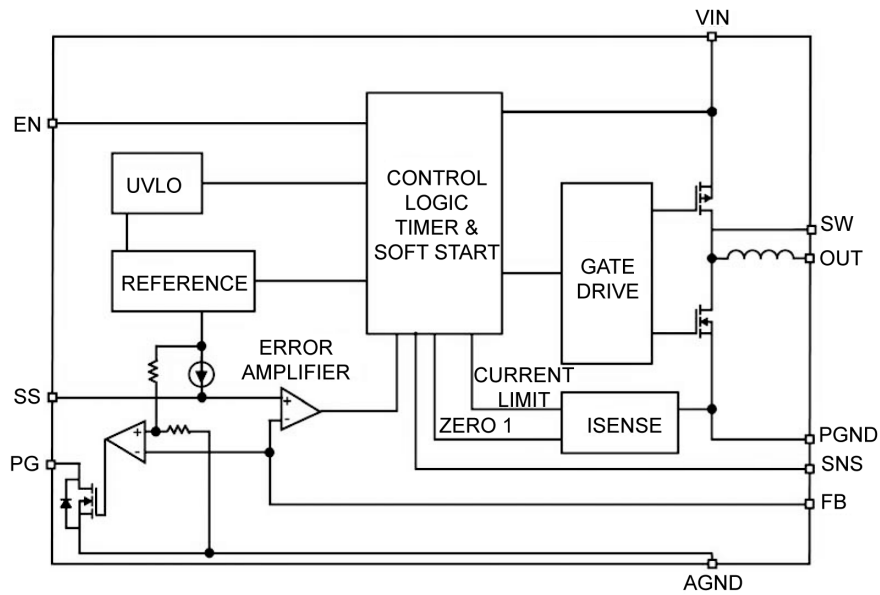 VIN
EN
UVLO
CONTROL
LOGIC
TIMER &
SOFT START
SW
OUT
REFERENCE
GATE
DRIVE
ERROR
AMPLIFIER
+
-
SS
CURRENT
LIMIT
ZERO 1
ISENSE
+
-
PG
PGND
SNS
FB
AGND